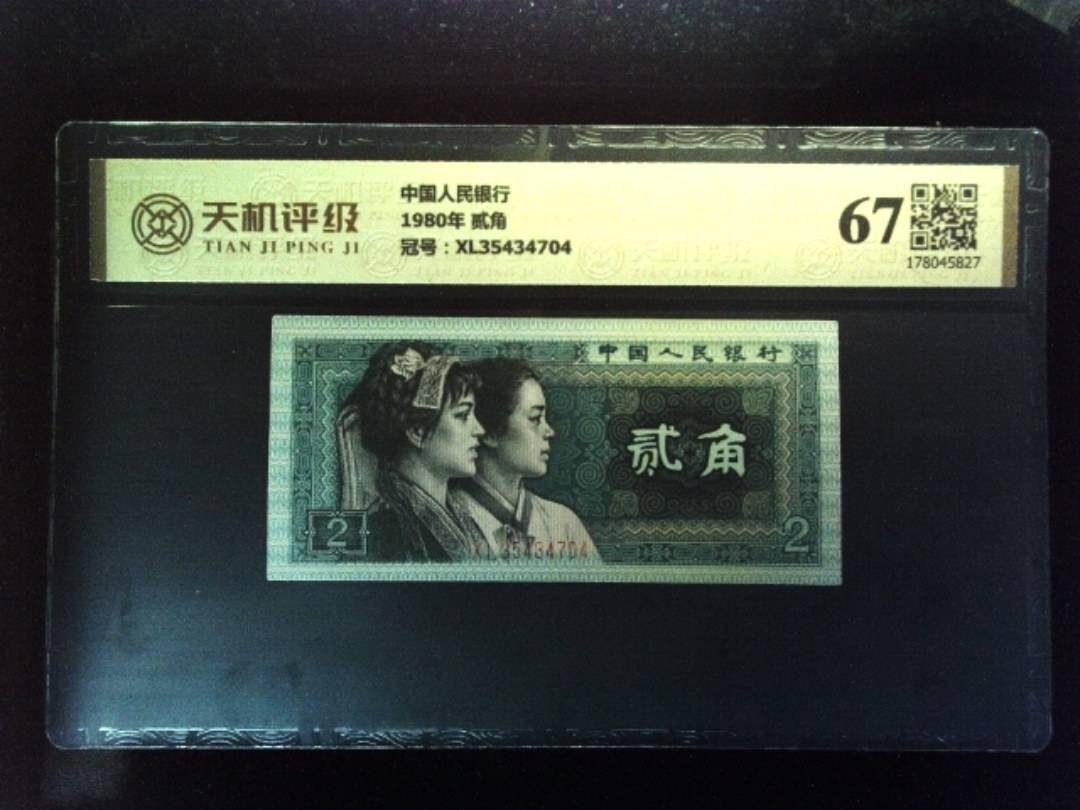 天机评级
TIAN JI PING JI
中国人民银行
1980年 贰角
冠号：XL35434704
67
178045827
中国人民银行
贰角
2
2
XL35434704